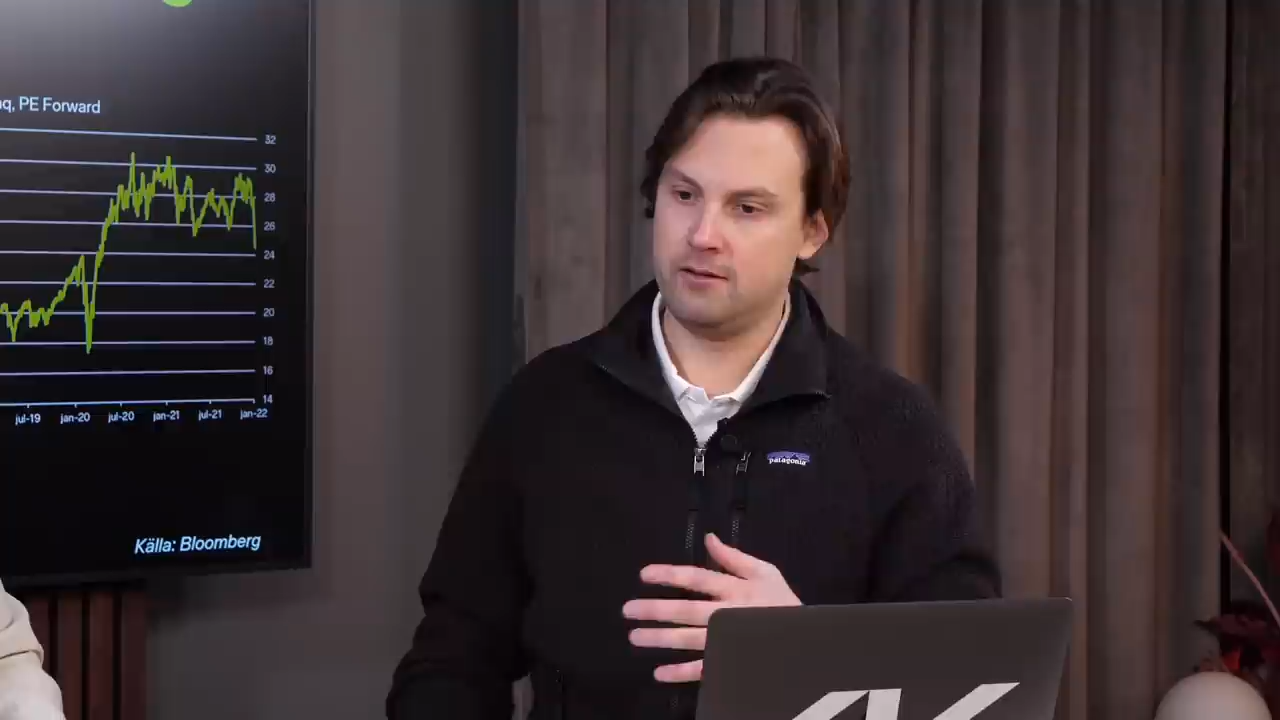 q, PE Forward
32
30
28
26
24
22
20
18
16
14
jul-19 jan-20 jul-20 jan-21 jul-21 jan-22
Källa: Bloomberg
patagonia